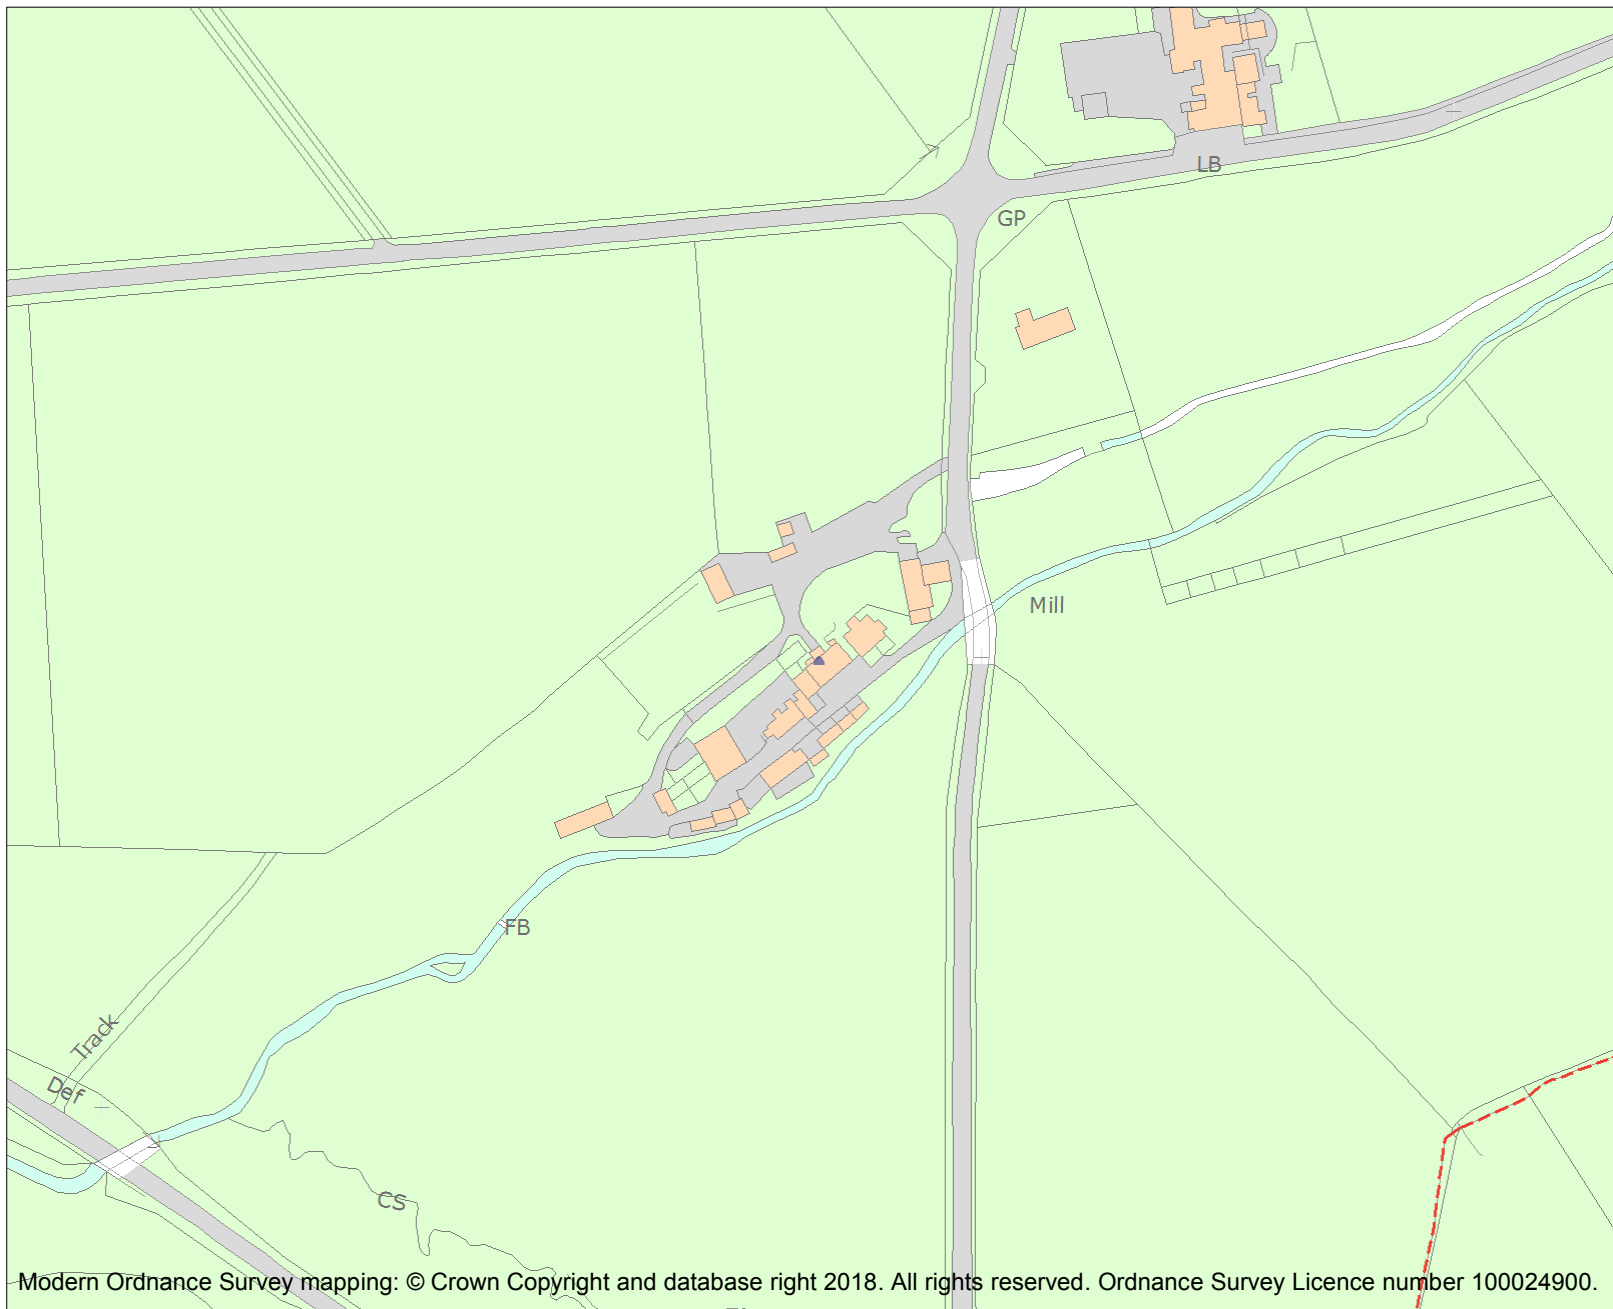 LB
GP
Mill
FB
Track
Def
CS
Modern Ordnance Survey mapping: © Crown Copyright and database right 2018. All rights reserved. Ordnance Survey Licence number 100024900.